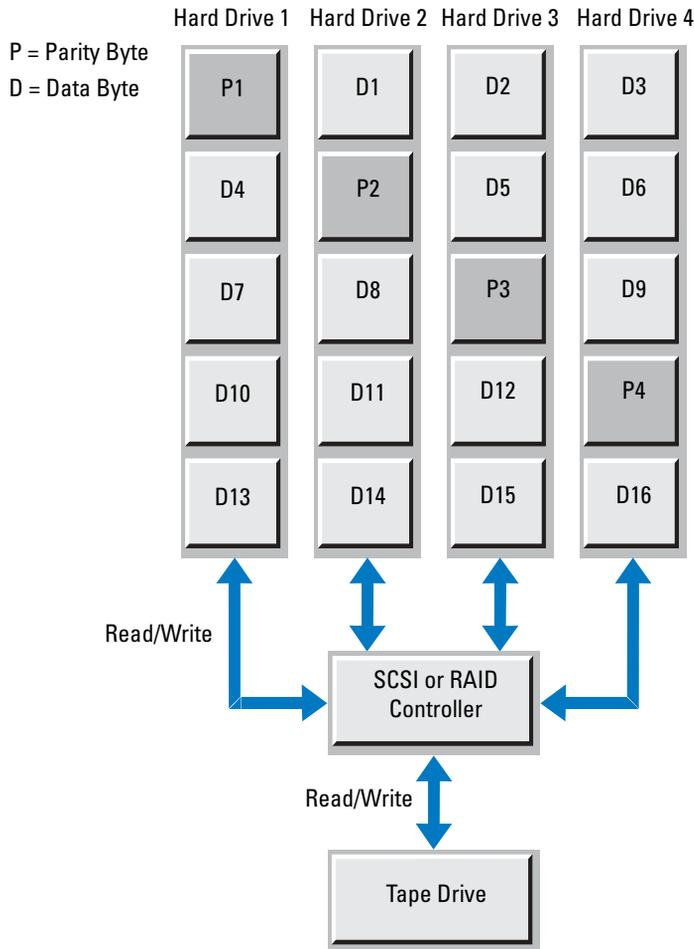 Hard Drive 1 Hard Drive 2 Hard Drive 3 Hard Drive 4
P = Parity Byte
D = Data Byte
P1 D1 D2 D3
D4 P2 D5 D6
D7 D8 P3 D9
D10 D11 D12 P4
D13 D14 D15 D16
Read/Write
SCSI or RAID
Controller
Read/Write
Tape Drive